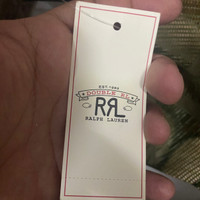 EST. 1993
DOUBLE RL
RRL
RALPH LAUREN